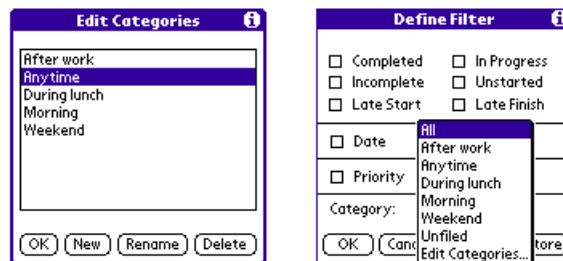 Edit Categories i
After work
Anytime
During lunch
Morning
Weekend
OK New Rename Delete
Define Filter i
Completed In Progress
Incomplete Unstarted
Late Start Late Finish
Date
Priority
Category:
All
After work
Anytime
During lunch
Morning
Weekend
Unfiled
Edit Categories...
OK